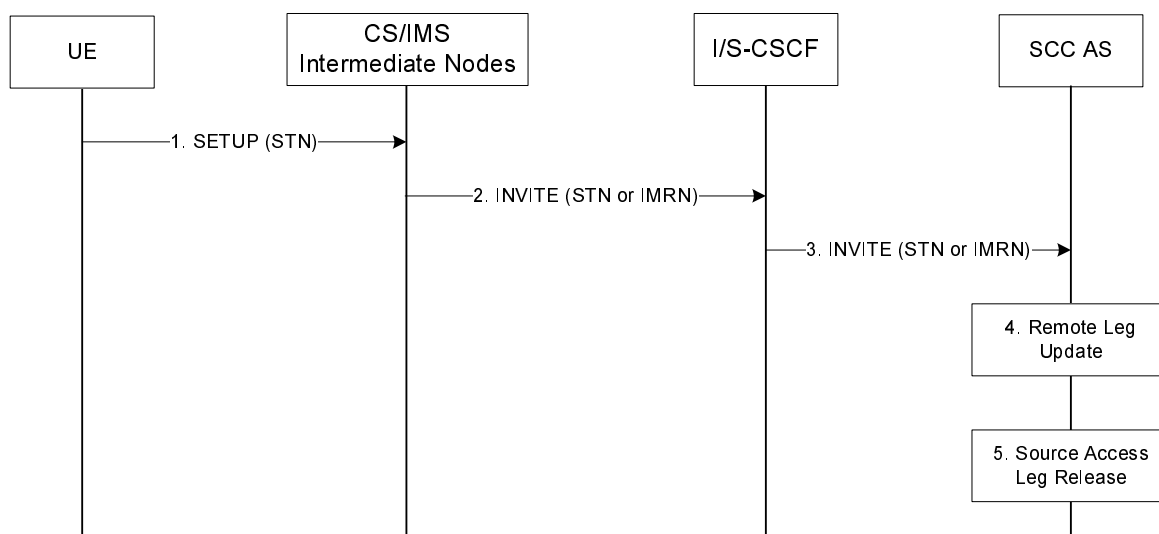 UE
CS/IMS
Intermediate Nodes
I/S-CSCF
SCC AS
1. SETUP (STN)
2. INVITE (STN or IMRN)
3. INVITE (STN or IMRN)
4. Remote Leg
Update
5. Source Access
Leg Release